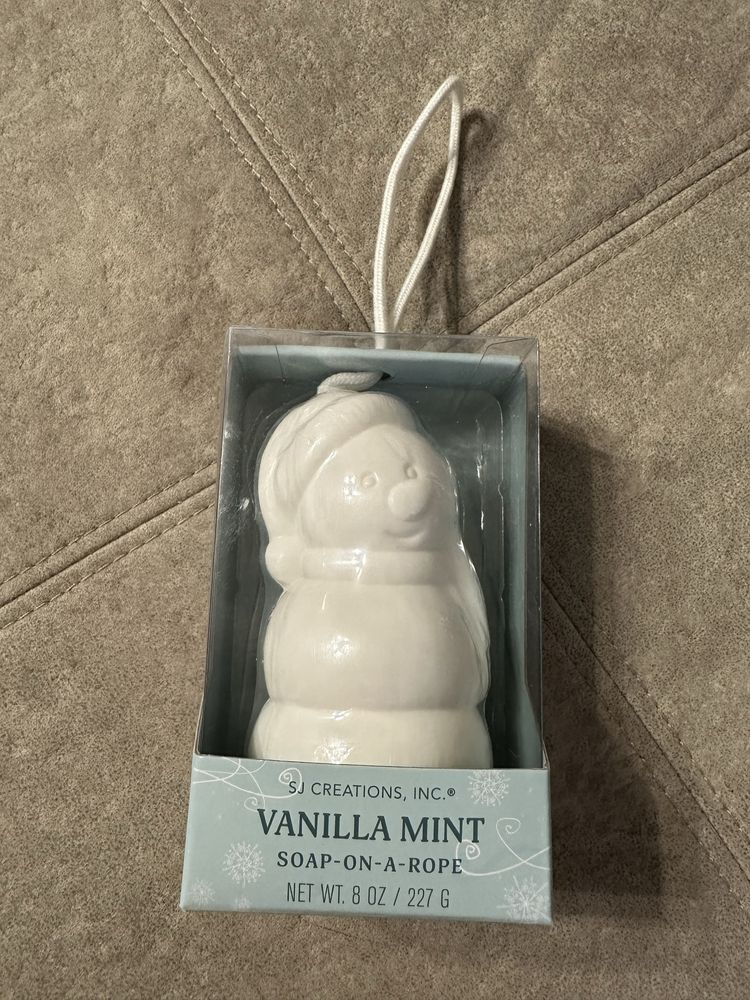 SJ CREATIONS, INC.®
VANILLA MINT
SOAP-ON-A-ROPE
NET WT. 8 OZ / 227 G